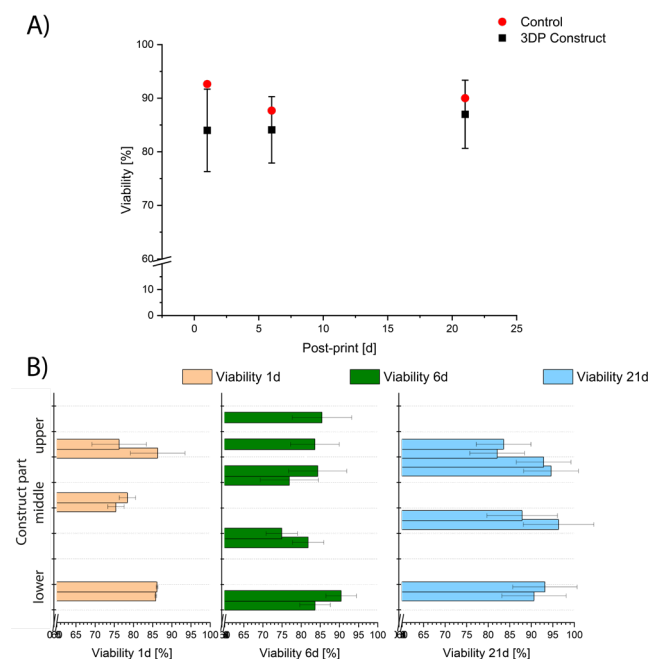 A)
Control
3DP Construct
100
90
80
70
60
10
0
Viability [%]
0 5 10 15 20 25
Post-print [d]
B)
Viability 1d Viability 6d Viability 21d
Construct part
upper
middle
lower
65 70 75 80 85 90 95 100
65 70 75 80 85 90 95 100
65 70 75 80 85 90 95 100
Viability 1d [%] Viability 6d [%] Viability 21d [%]